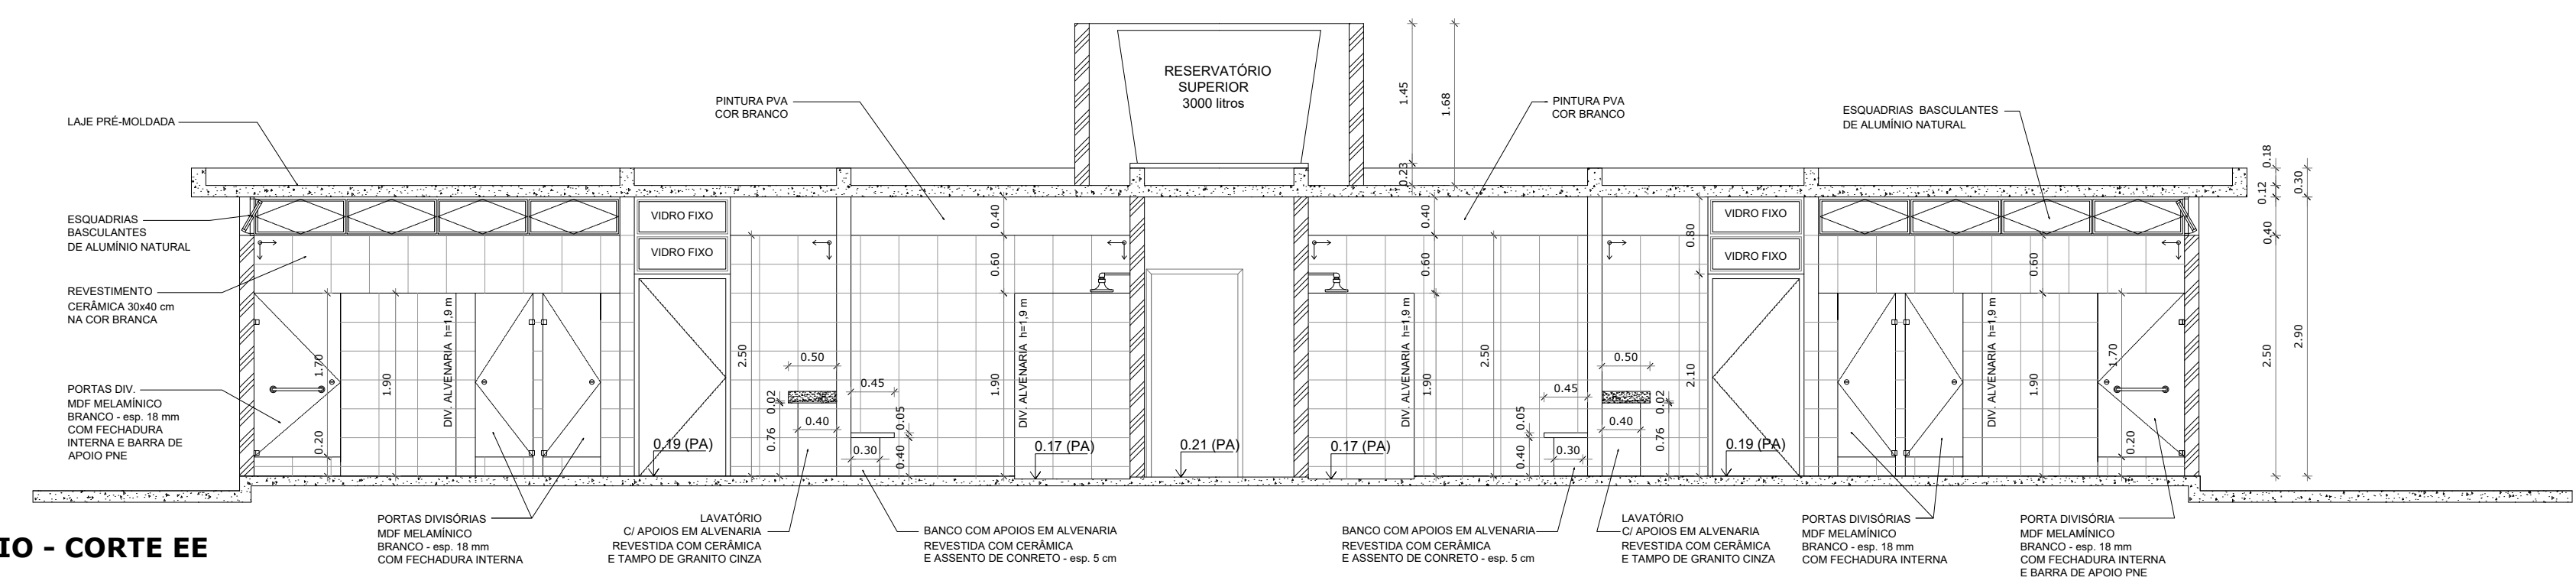 RESERVATÓRIO
SUPERIOR
3000 litros
1.45
1.68
0.23
LAJE PRÉ-MOLDADA
PINTURA PVA
COR BRANCO
PINTURA PVA
COR BRANCO
ESQUADRIAS BASCULANTES
DE ALUMÍNIO NATURAL
0.18
0.12
0.30
0.40
2.50
2.90
ESQUADRIAS
BASCULANTES
DE ALUMÍNIO NATURAL
REVESTIMENTO
CERÂMICA 30x40 cm
NA COR BRANCA
PORTAS DIV.
MDF MELAMÍNICO
BRANCO - esp. 18 mm
COM FECHADURA
INTERNA E BARRA DE
APOIO PNE
1.70
0.20
1.90
DIV. ALVENARIA h=1,9 m
VIDRO FIXO
VIDRO FIXO
0.19 (PA)
2.50
0.50
0.02
0.76
0.40
0.45
0.30
0.05
0.40
0.40
0.60
1.90
DIV. ALVENARIA h=1,9 m
0.17 (PA)
0.21 (PA)
0.17 (PA)
DIV. ALVENARIA h=1,9 m
0.40
0.60
1.90
2.50
0.45
0.05
0.40
0.30
0.50
0.40
0.02
0.76
0.80
2.10
VIDRO FIXO
VIDRO FIXO
0.19 (PA)
DIV. ALVENARIA h=1,9 m
0.60
1.90
1.70
0.20
PORTAS DIVISÓRIAS
MDF MELAMÍNICO
BRANCO - esp. 18 mm
COM FECHADURA INTERNA
LAVATÓRIO
C/ APOIOS EM ALVENARIA
REVESTIDA COM CERÂMICA
E TAMPO DE GRANITO CINZA
BANCO COM APOIOS EM ALVENARIA
REVESTIDA COM CERÂMICA
E ASSENTO DE CONRETO - esp. 5 cm
BANCO COM APOIOS EM ALVENARIA
REVESTIDA COM CERÂMICA
E ASSENTO DE CONRETO - esp. 5 cm
LAVATÓRIO
C/ APOIOS EM ALVENARIA
REVESTIDA COM CERÂMICA
E TAMPO DE GRANITO CINZA
PORTAS DIVISÓRIAS
MDF MELAMÍNICO
BRANCO - esp. 18 mm
COM FECHADURA INTERNA
PORTA DIVISÓRIA
MDF MELAMÍNICO
BRANCO - esp. 18 mm
COM FECHADURA INTERNA
E BARRA DE APOIO PNE
IO - CORTE EE